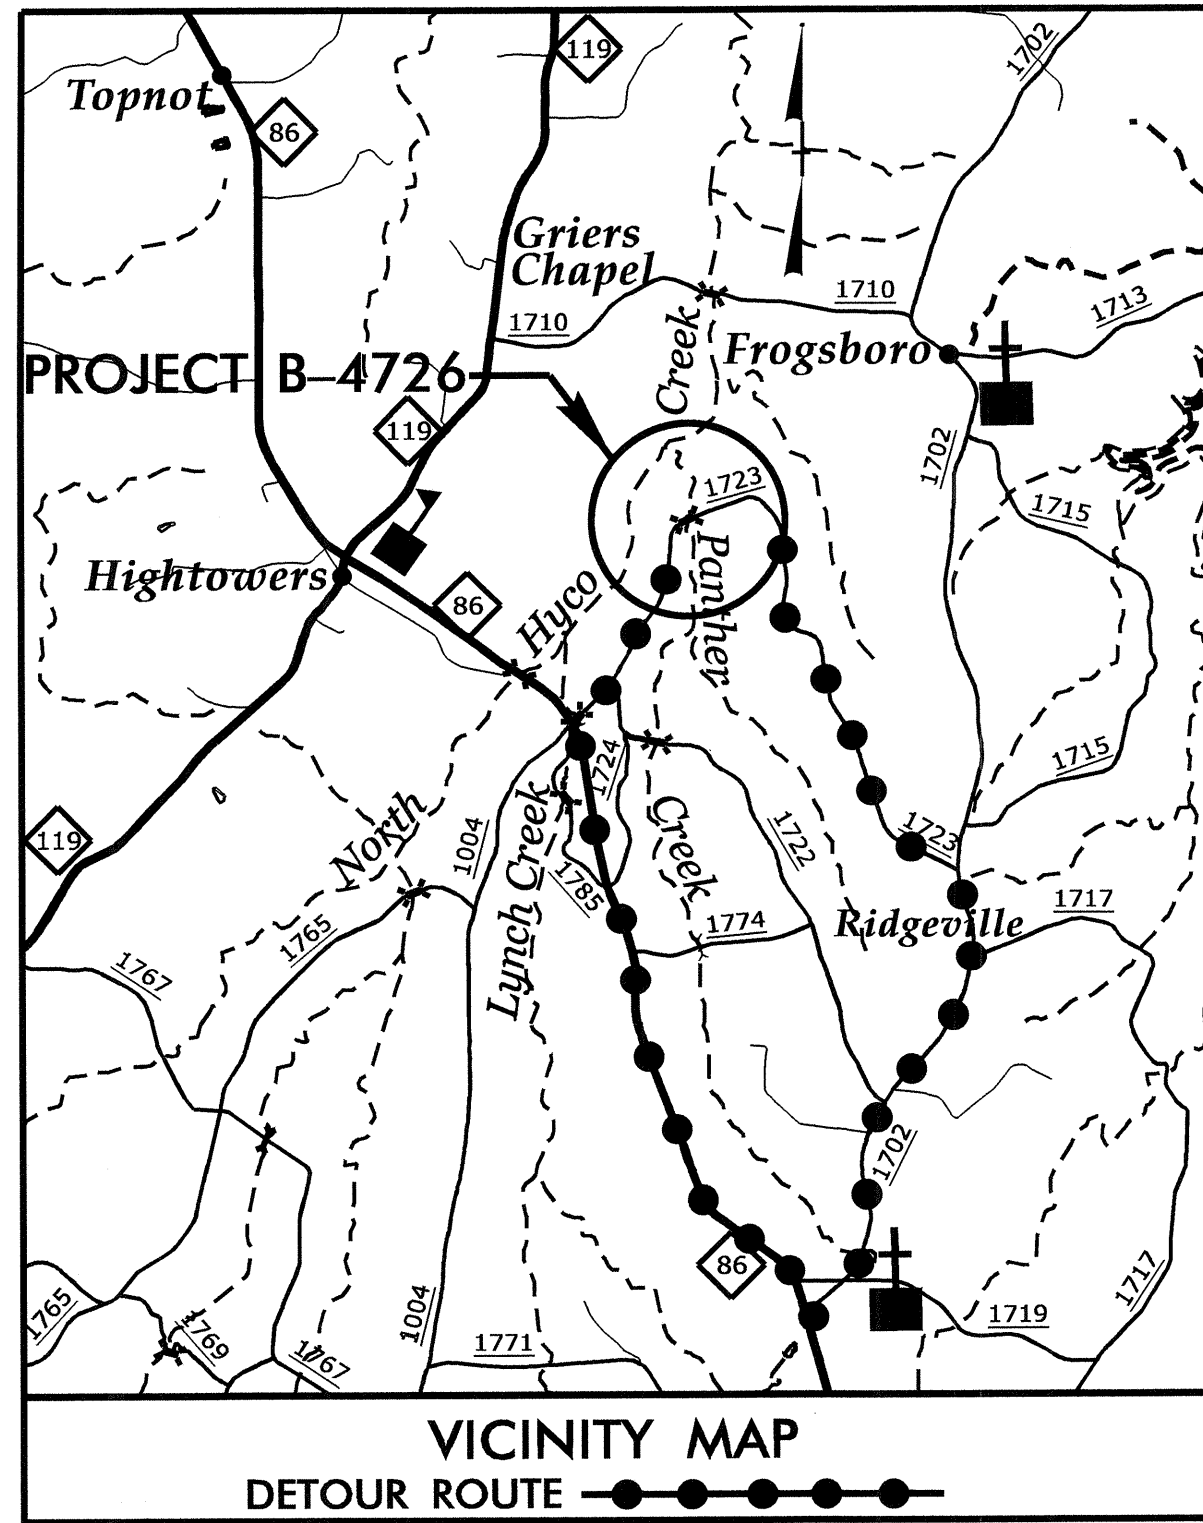 119
1702
Topnot
86
Griers
Chapel
1710
1710
1713
Creek
Frogsboro
PROJECT B-4726
119
1702
1723
1715
Panther
Hightowers
86
Hyco
1724
1715
119
North
1004
Lynch Creek
1785
Creek
1722
1723
1774
Ridgeville
1717
1765
1767
1702
86
1717
1719
1765
1769
1767
1004
1771
VICINITY MAP
DETOUR ROUTE